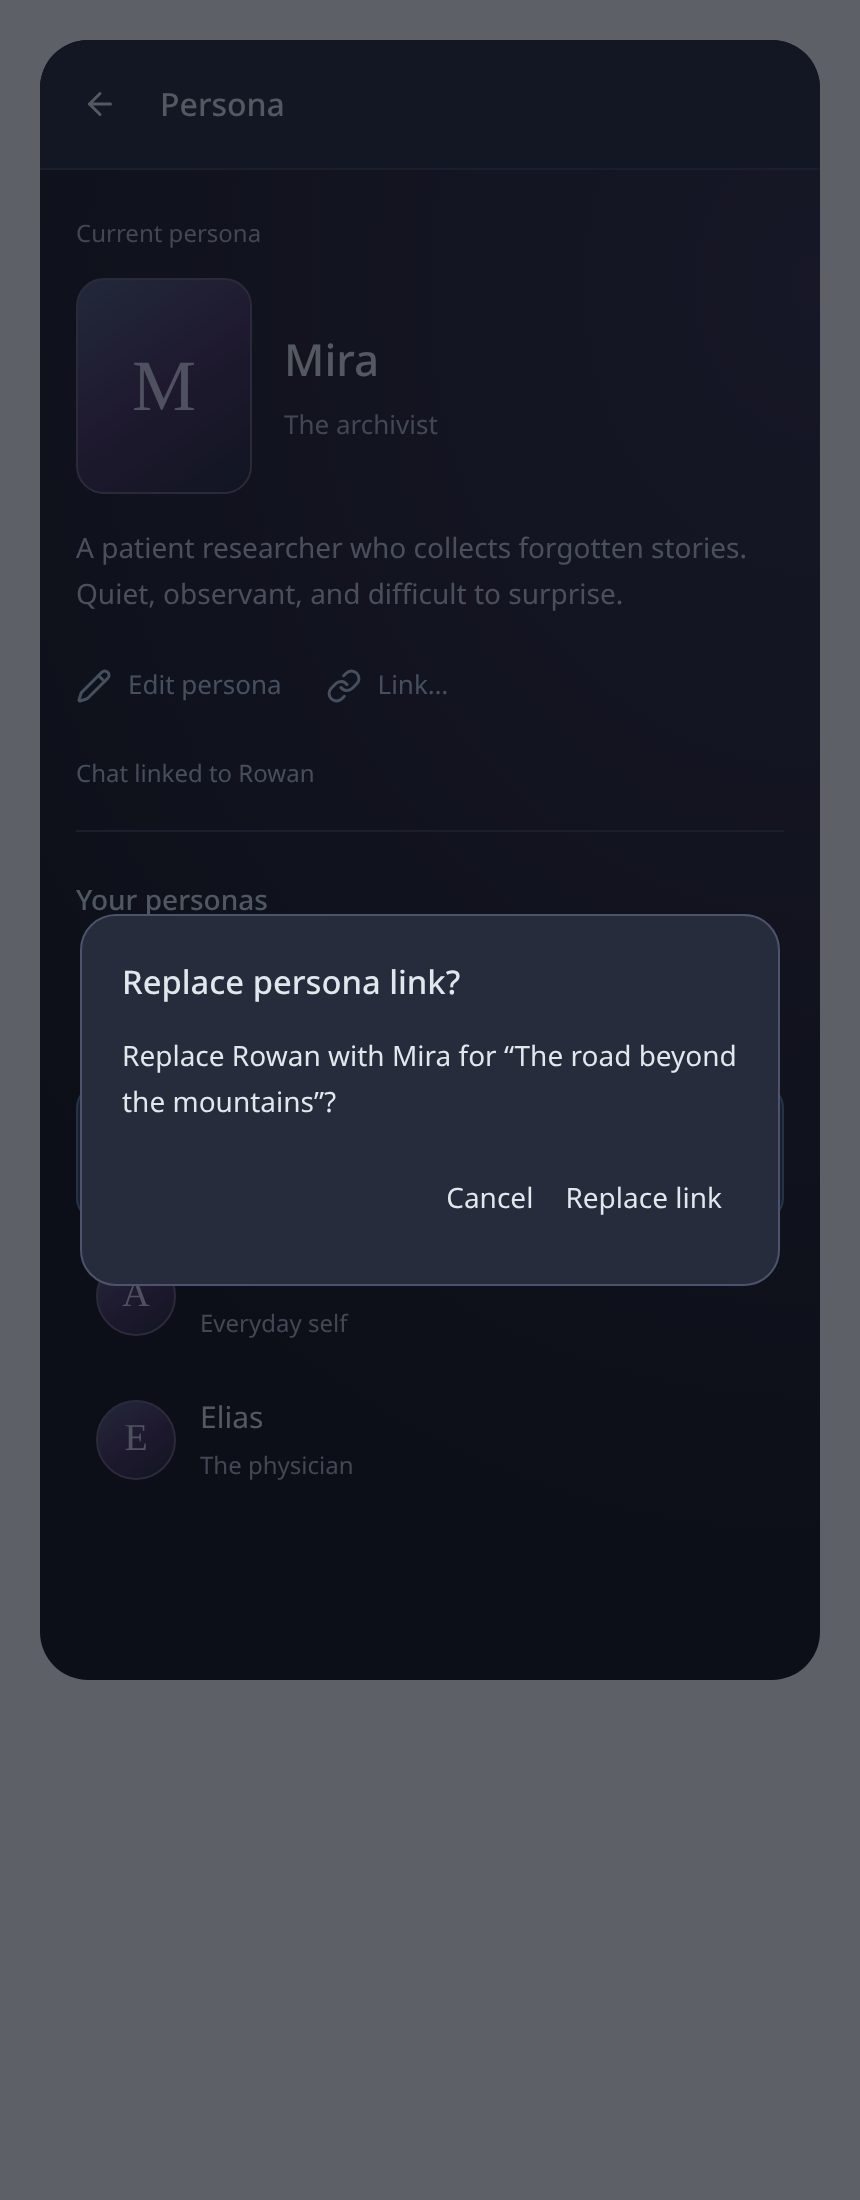 Persona
Current persona
M
Mira
The archivist
A patient researcher who collects forgotten stories.
Quiet, observant, and difficult to surprise.
Edit persona
Link...
Chat linked to Rowan
Your personas
Replace persona link?
Replace Rowan with Mira for “The road beyond
the mountains”?
Cancel
Replace link
A
Everyday self
E
Elias
The physician